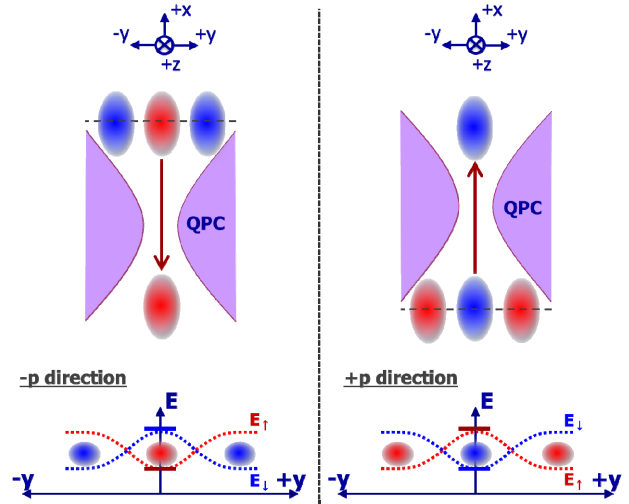 +x
-y
+y
+z
QPC
-p direction
E
E↑
E↓
-y
+y
+x
-y
+y
+z
QPC
+p direction
E
E↓
E↑
-y
+y